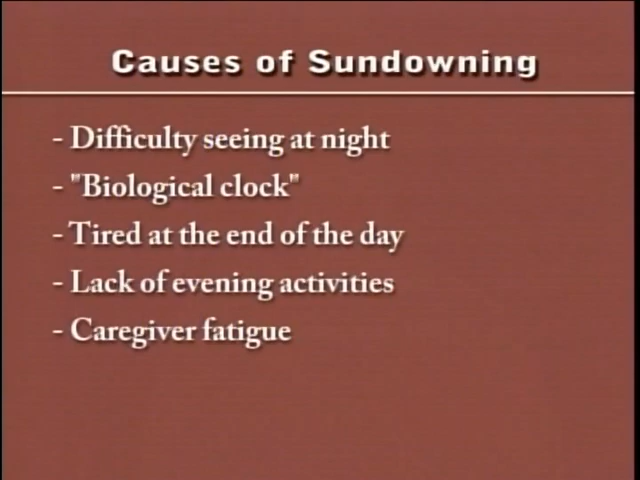 Causes of Sundowning
- Difficulty seeing at night
- "Biological clock"
- Tired at the end of the day
- Lack of evening activities
- Caregiver fatigue